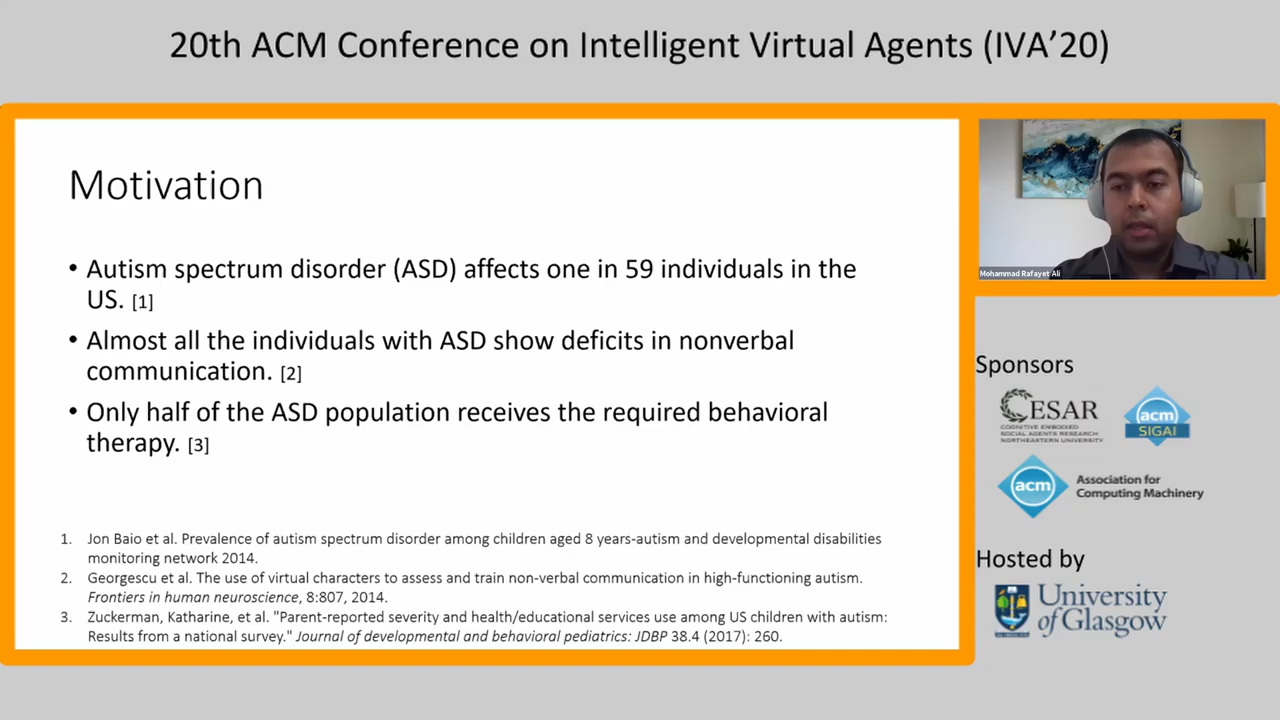 20th ACM Conference on Intelligent Virtual Agents (IVA'20)
Motivation
• Autism spectrum disorder (ASD) affects one in 59 individuals in the
US. [1]
• Almost all the individuals with ASD show deficits in nonverbal
communication. [2]
• Only half of the ASD population receives the required behavioral
therapy. [3]
1. Jon Baio et al. Prevalence of autism spectrum disorder among children aged 8 years-autism and developmental disabilities
monitoring network 2014.
2. Georgescu et al. The use of virtual characters to assess and train non-verbal communication in high-functioning autism.
Frontiers in human neuroscience, 8:807, 2014.
3. Zuckerman, Katharine, et al. "Parent-reported severity and health/educational services use among US children with autism:
Results from a national survey." Journal of developmental and behavioral pediatrics: JDBP 38.4 (2017): 260.
Mohammad Rafayet Ali
Sponsors
CESAR
COGNITIVE EMBODIED
SOCIAL AGENTS RESEARCH
NORTHEASTERN UNIVERSITY
acm
SIGAI
acm
Association for
Computing Machinery
Hosted by
University
of Glasgow